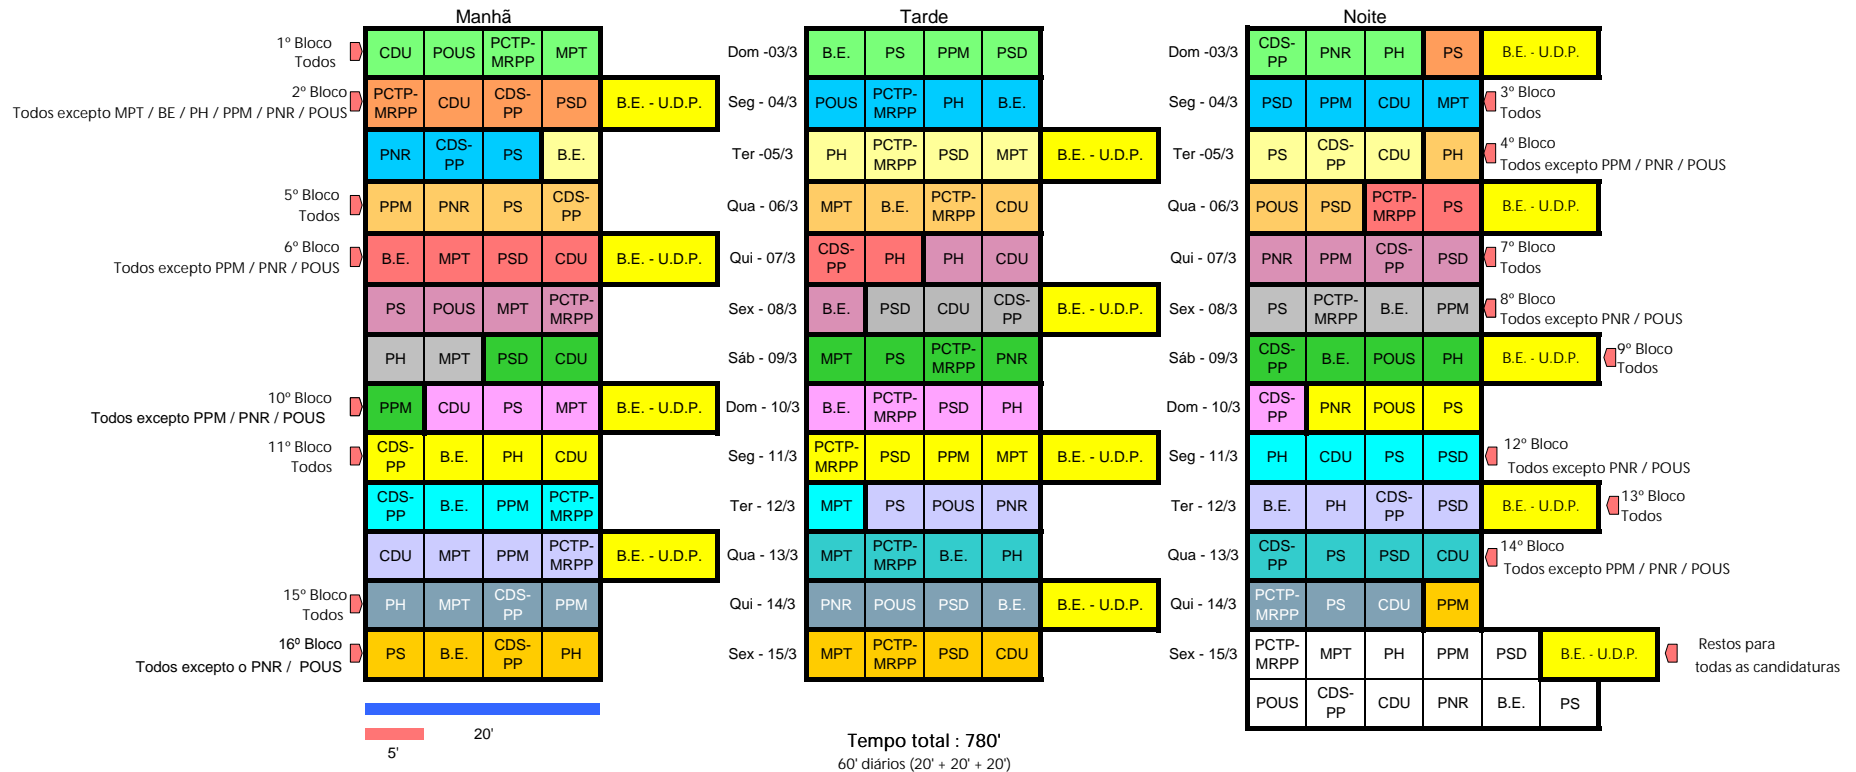 Manhã Tarde Noite
1º Bloco
Todos
CDU POUS PCTP-MRPP MPT
Dom -03/3
B.E. PS PPM PSD
Dom -03/3
CDS-PP PNR PH PS B.E. - U.D.P.
2º Bloco
Todos excepto MPT / BE / PH / PPM / PNR / POUS
PCTP-MRPP CDU CDS-PP PSD B.E. - U.D.P.
Seg - 04/3
POUS PCTP-MRPP PH B.E.
Seg - 04/3
PSD PPM CDU MPT
3º Bloco
Todos
PNR CDS-PP PS B.E.
Ter -05/3
PH PCTP-MRPP PSD MPT B.E. - U.D.P.
Ter -05/3
PS CDS-PP CDU PH
4º Bloco
Todos excepto PPM / PNR / POUS
5º Bloco
Todos
PPM PNR PS CDS-PP
Qua - 06/3
MPT B.E. PCTP-MRPP CDU
Qua - 06/3
POUS PSD PCTP-MRPP PS B.E. - U.D.P.
6º Bloco
Todos excepto PPM / PNR / POUS
B.E. MPT PSD CDU B.E. - U.D.P.
Qui - 07/3
CDS-PP PH PH CDU
Qui - 07/3
PNR PPM CDS-PP PSD
7º Bloco
Todos
PS POUS MPT PCTP-MRPP
Sex - 08/3
B.E. PSD CDU CDS-PP B.E. - U.D.P.
Sex - 08/3
PS PCTP-MRPP B.E. PPM
8º Bloco
Todos excepto PNR / POUS
PH MPT PSD CDU
Sáb - 09/3
MPT PS PCTP-MRPP PNR
Sáb - 09/3
CDS-PP B.E. POUS PH B.E. - U.D.P.
9º Bloco
Todos
10º Bloco
Todos excepto PPM / PNR / POUS
PPM CDU PS MPT B.E. - U.D.P.
Dom - 10/3
B.E. PCTP-MRPP PSD PH
Dom - 10/3
CDS-PP PNR POUS PS
11º Bloco
Todos
CDS-PP B.E. PH CDU
Seg - 11/3
PCTP-MRPP PSD PPM MPT B.E. - U.D.P.
Seg - 11/3
PH CDU PS PSD
12º Bloco
Todos excepto PNR / POUS
CDS-PP B.E. PPM PCTP-MRPP
Ter - 12/3
MPT PS POUS PNR
Ter - 12/3
B.E. PH CDS-PP PSD B.E. - U.D.P.
13º Bloco
Todos
CDU MPT PPM PCTP-MRPP B.E. - U.D.P.
Qua - 13/3
MPT PCTP-MRPP B.E. PH
Qua - 13/3
CDS-PP PS PSD CDU
14º Bloco
Todos excepto PPM / PNR / POUS
15º Bloco
Todos
PH MPT CDS-PP PPM
Qui - 14/3
PNR POUS PSD B.E. B.E. - U.D.P.
Qui - 14/3
PCTP-MRPP PS CDU PPM
16º Bloco
Todos excepto o PNR / POUS
PS B.E. CDS-PP PH
Sex - 15/3
MPT PCTP-MRPP PSD CDU
Sex - 15/3
PCTP-MRPP MPT PH PPM PSD B.E. - U.D.P.
Restos para
todas as candidaturas
POUS CDS-PP CDU PNR B.E. PS
20'
5'
Tempo total : 780'
60' diários (20' + 20' + 20')